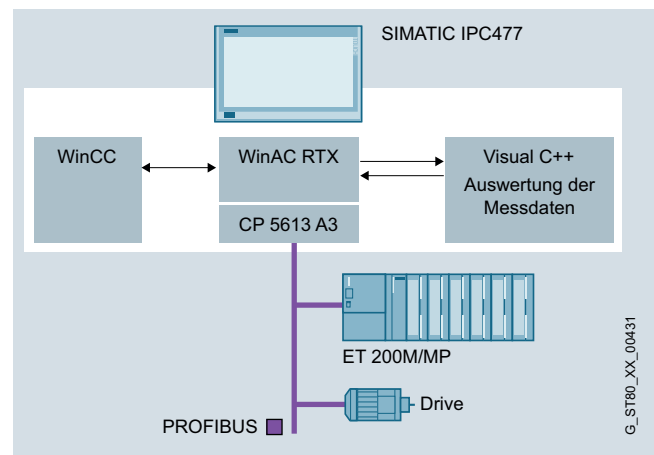 SIMATIC IPC477
WinCC
WinAC RTX
Visual C++
Auswertung der
Messdaten
CP 5613 A3
ET 200M/MP
Drive
PROFIBUS
G_ST80_XX_00431